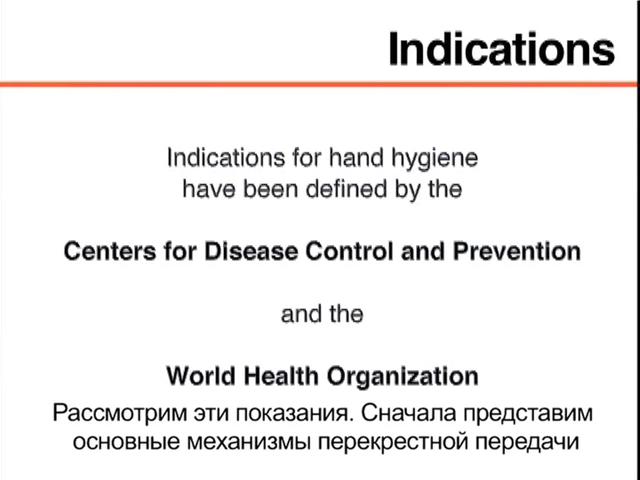 Indications
Indications for hand hygiene
have been defined by the
Centers for Disease Control and Prevention
and the
World Health Organization
Рассмотрим эти показания. Сначала представим
основные механизмы перекрестной передачи